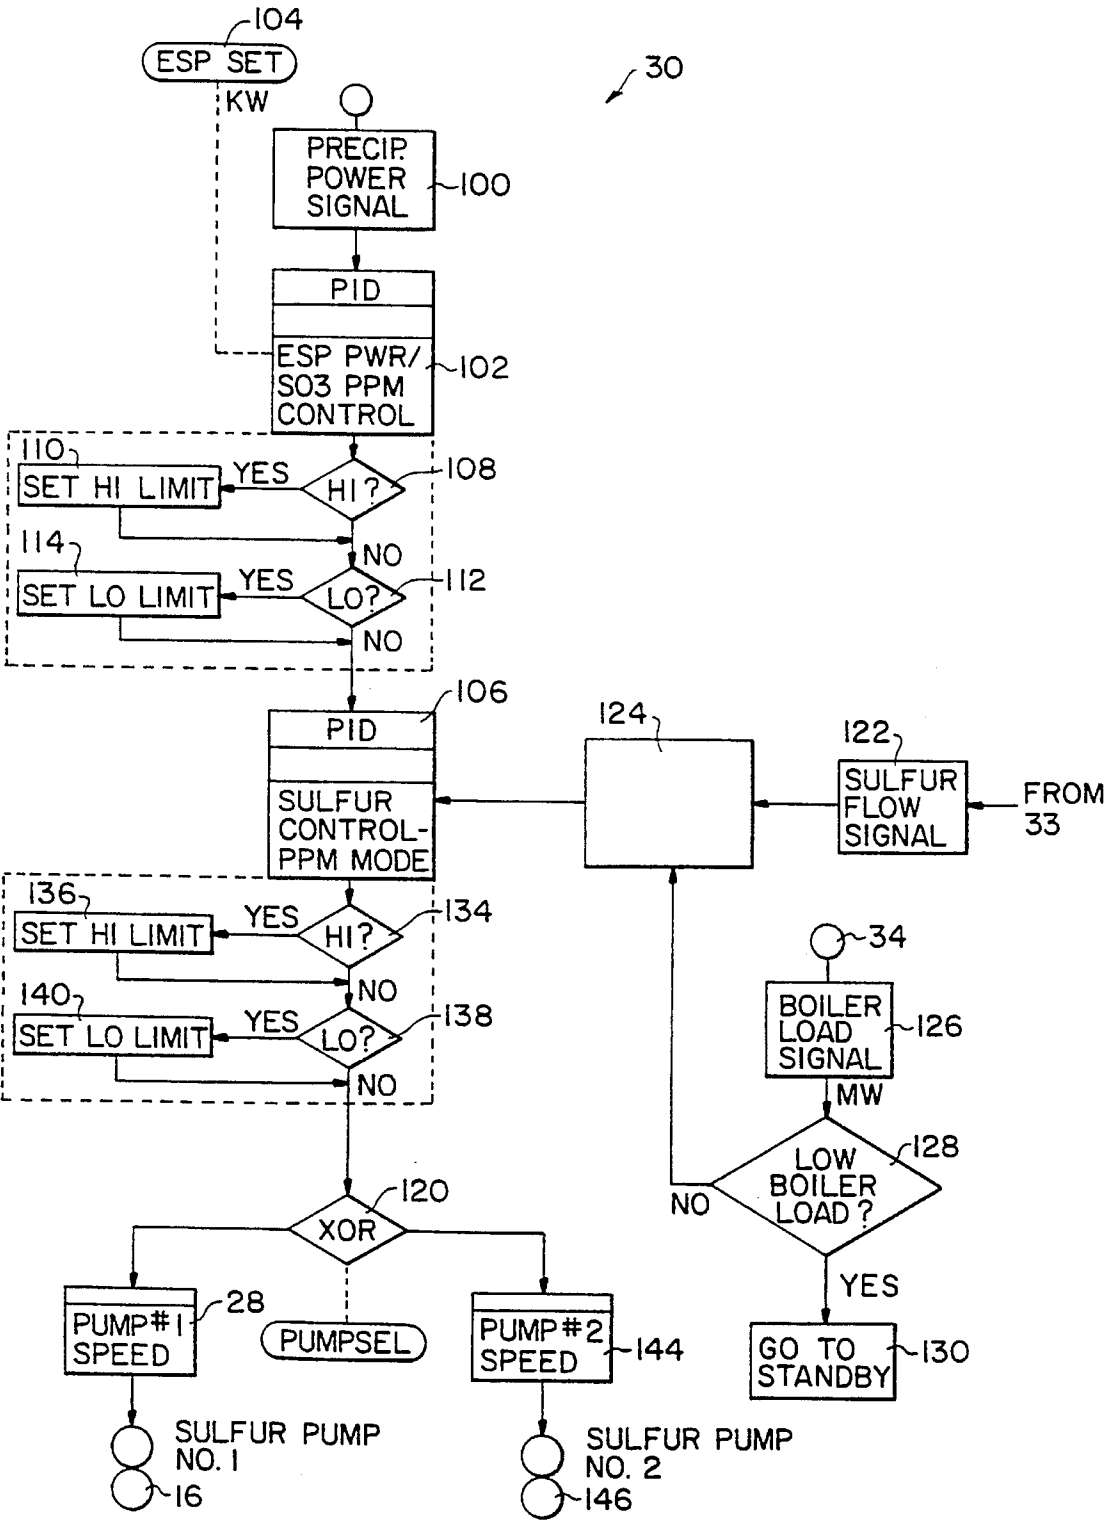 104
ESP SET
KW
30
PRECIP.
POWER
SIGNAL
100
PID
ESP PWR/
SO3 PPM
CONTROL
102
110
SET HI LIMIT
YES
HI?
108
NO
114
SET LO LIMIT
YES
LO?
112
NO
106
PID
SULFUR
CONTROL-
PPM MODE
124
122
SULFUR
FLOW
SIGNAL
FROM
33
136
SET HI LIMIT
YES
HI?
134
NO
140
SET LO LIMIT
YES
LO?
138
NO
34
BOILER
LOAD
SIGNAL
126
MW
LOW
BOILER
LOAD?
128
NO
YES
GO TO
STANDBY
130
XOR
120
PUMP#1
SPEED
28
PUMPSEL
PUMP#2
SPEED
144
SULFUR PUMP
NO. 1
16
SULFUR PUMP
NO. 2
146